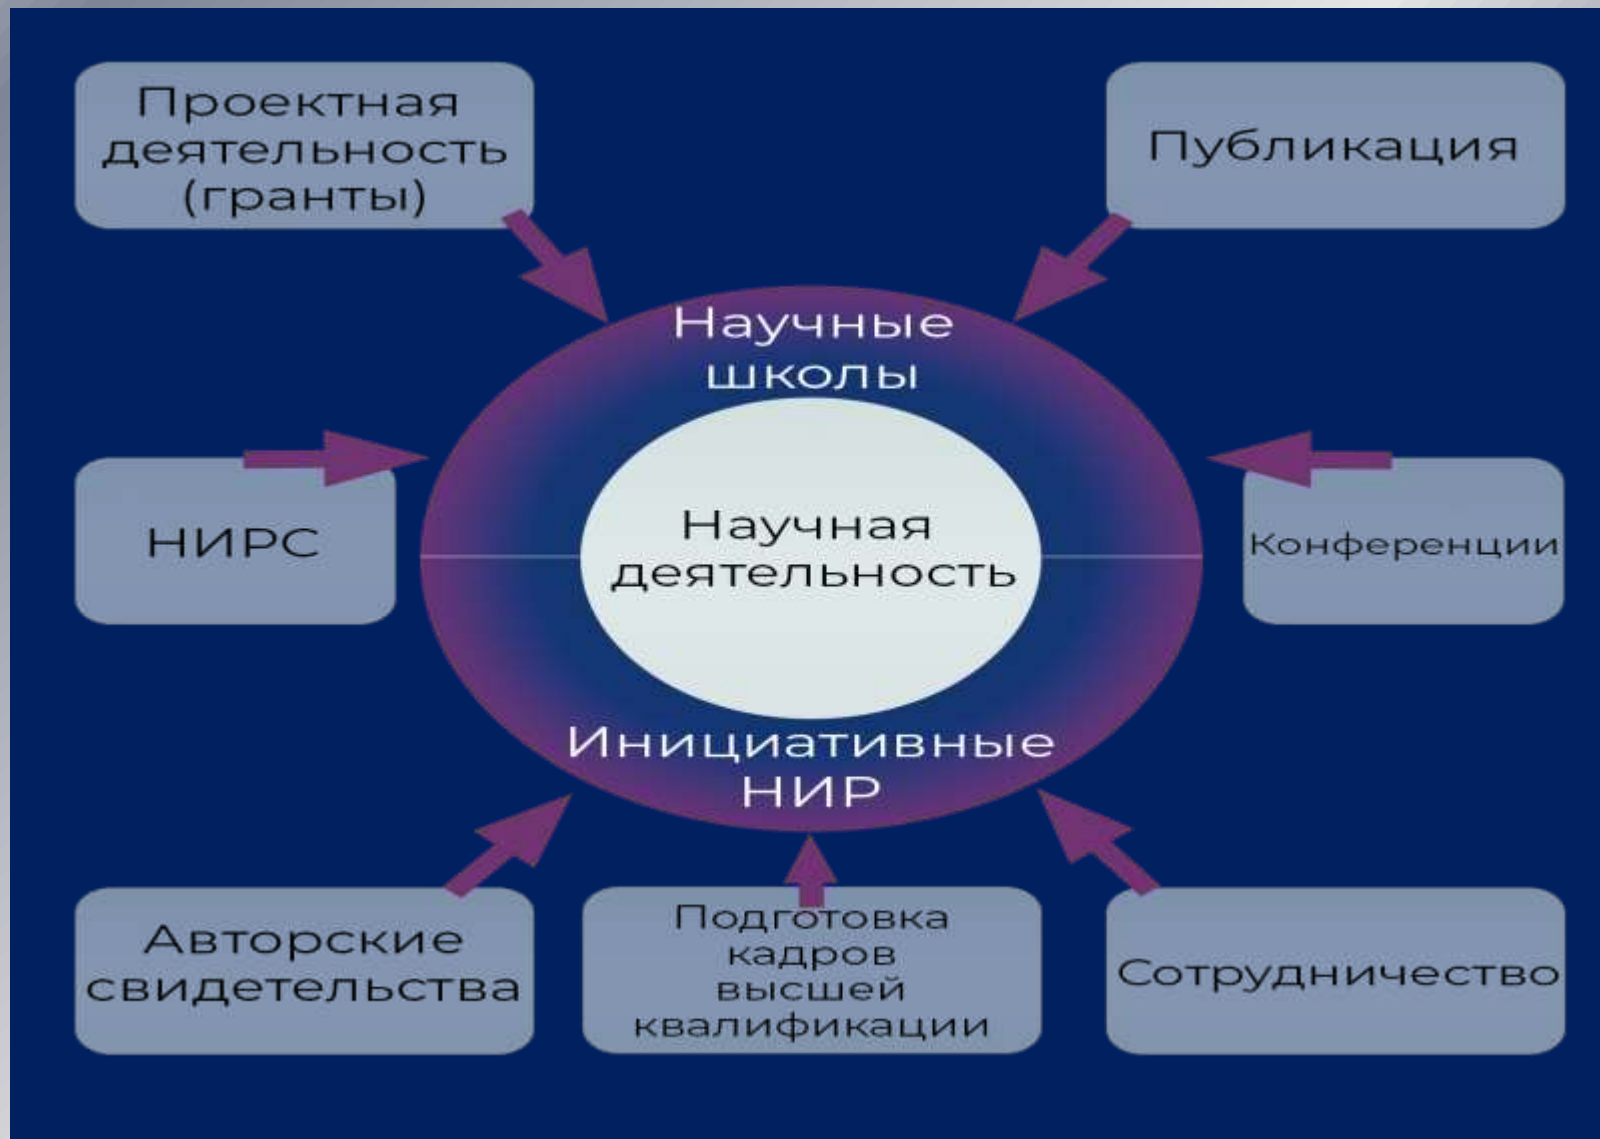 Проектная
деятельность
(гранты)
Публикация
Научные
школы
НИРС
Научная
деятельность
Конференции
Инициативные
НИР
Авторские
свидетельства
Подготовка
кадров
высшей
квалификации
Сотрудничество